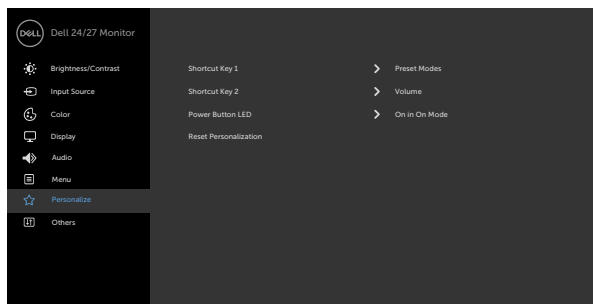 DELL Dell 24/27 Monitor
Brightness/Contrast Shortcut Key 1 Preset Modes
Input Source Shortcut Key 2 Volume
Color Power Button LED On in On Mode
Display Reset Personalization
Audio
Menu
Personalize
Others